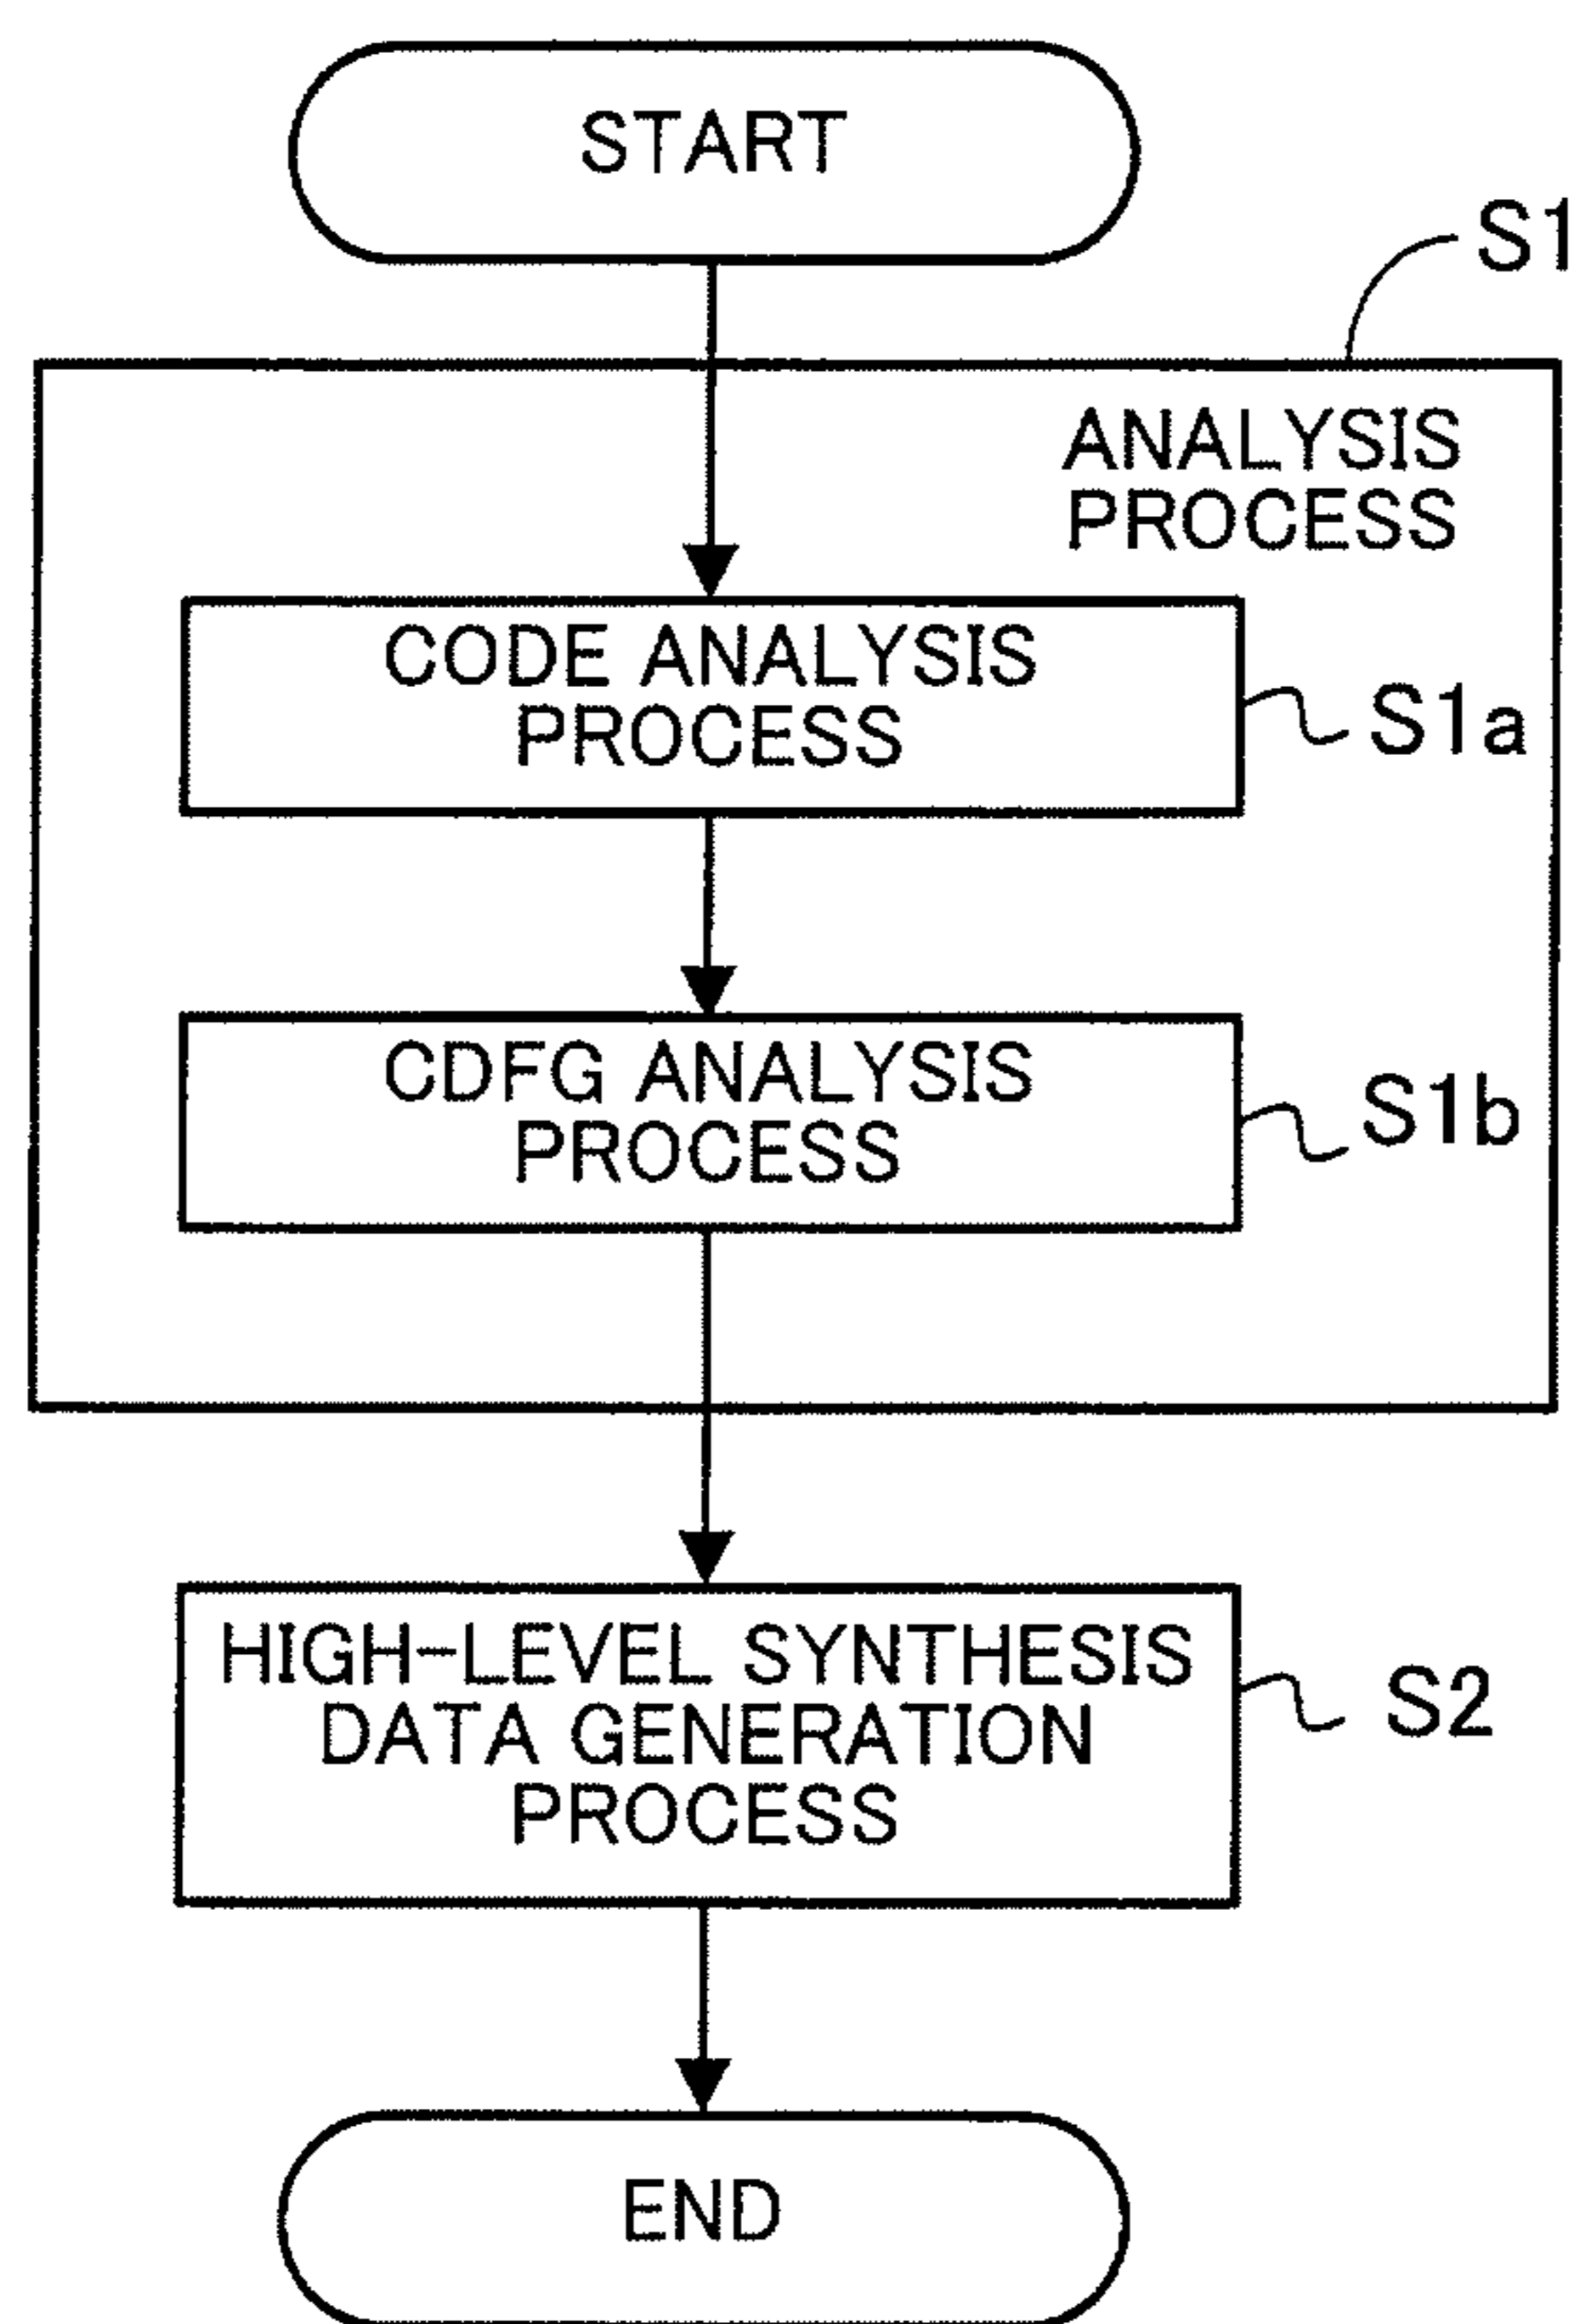 START
S1
ANALYSIS
PROCESS
CODE ANALYSIS
PROCESS
S1a
CDFG ANALYSIS
PROCESS
S1b
HIGH-LEVEL SYNTHESIS
DATA GENERATION
PROCESS
S2
END